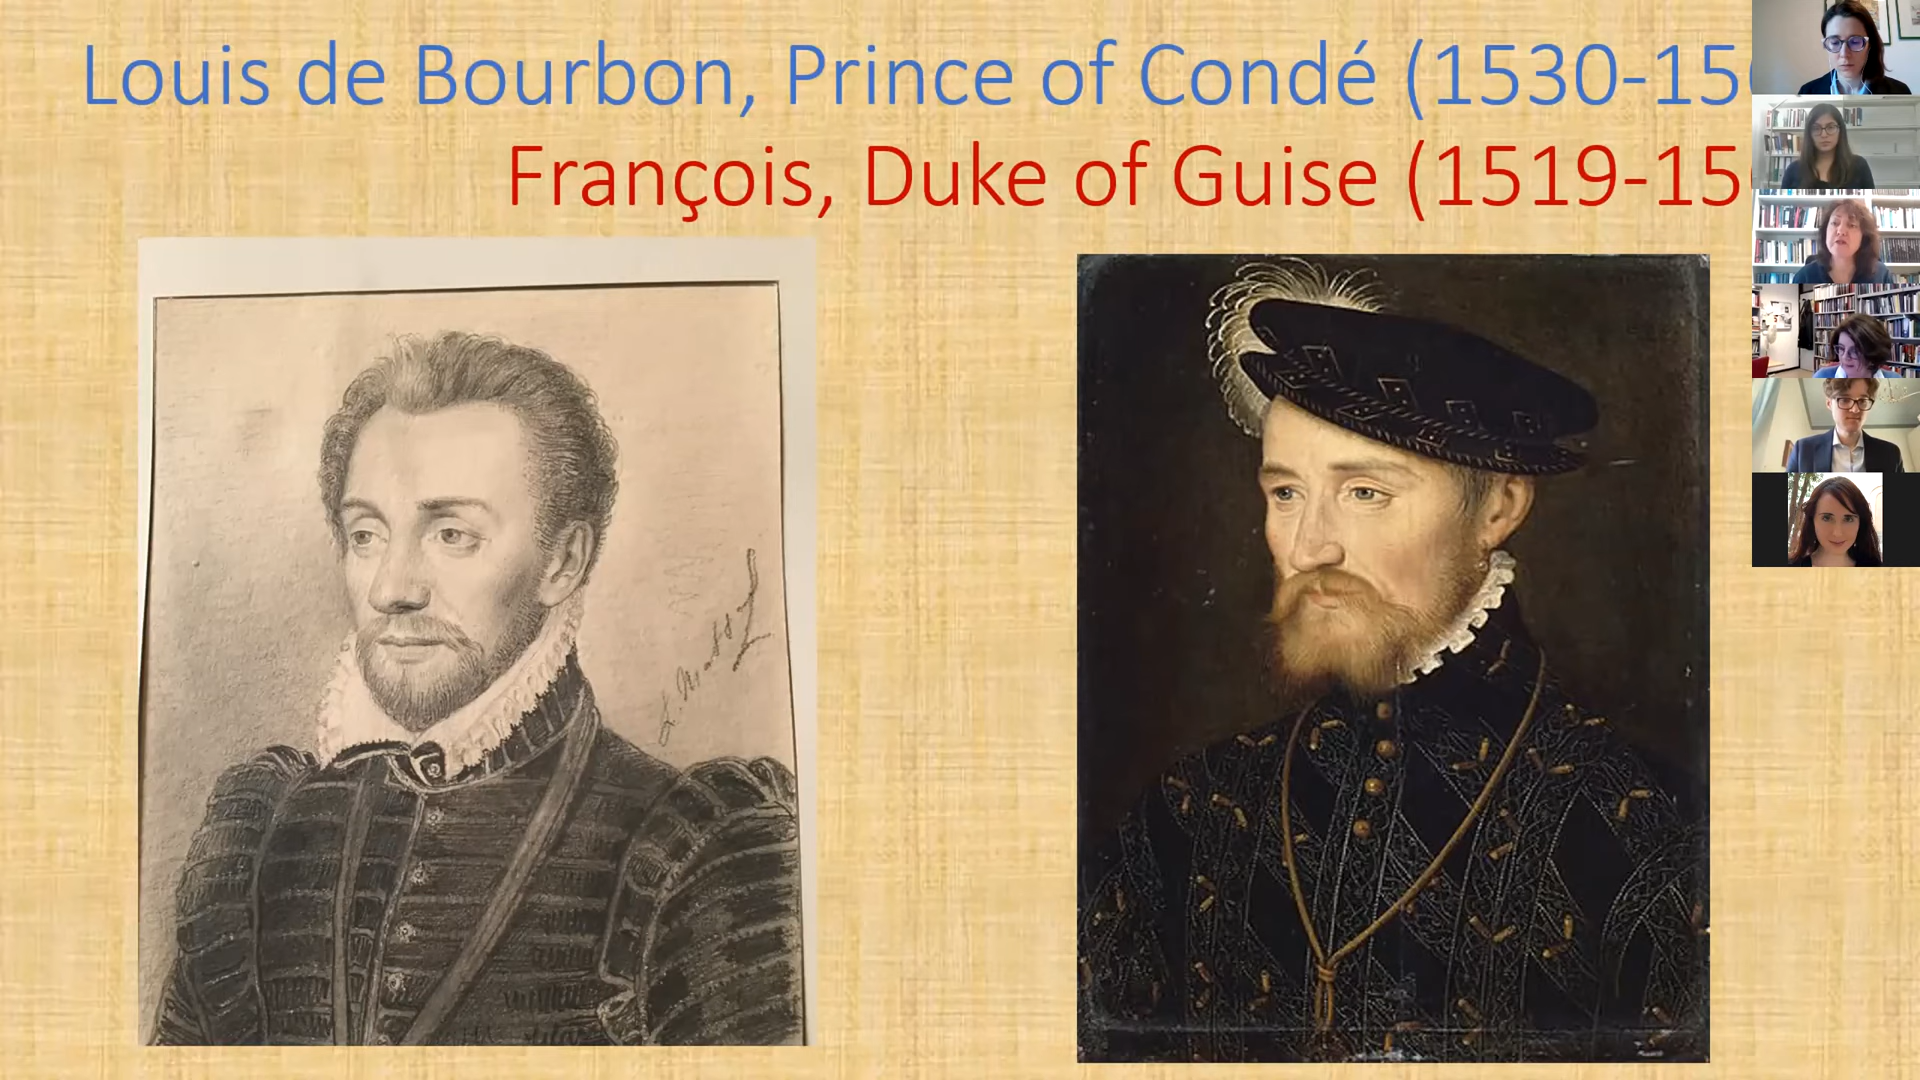 Louis de Bourbon, Prince of Condé (1530-15
François, Duke of Guise (1519-15